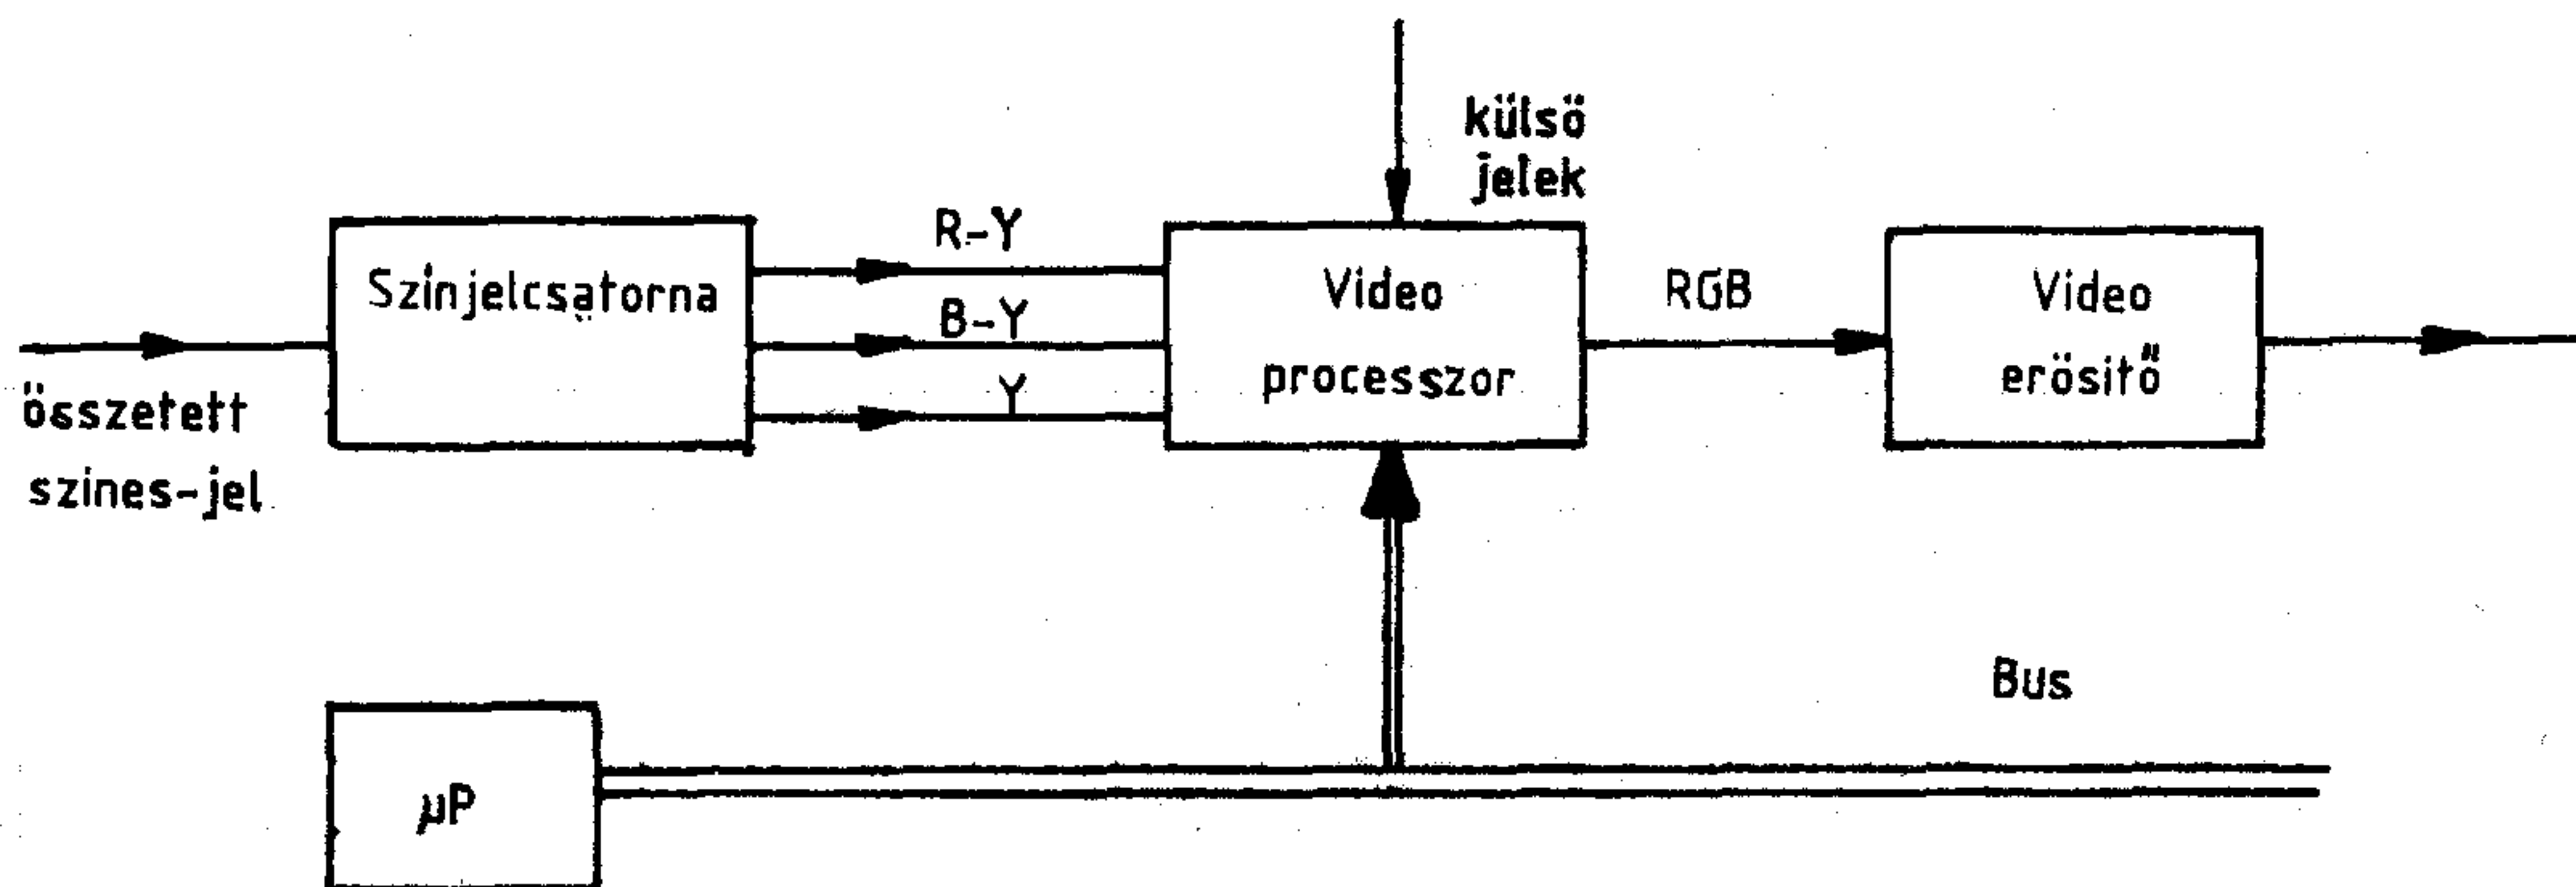 külsö
jelek
R-Y
Szinjelcsatorna
Video
processzor
RGB
Video
erösitő
B-Y
Y
összetett
szines-jel
Bus
µP